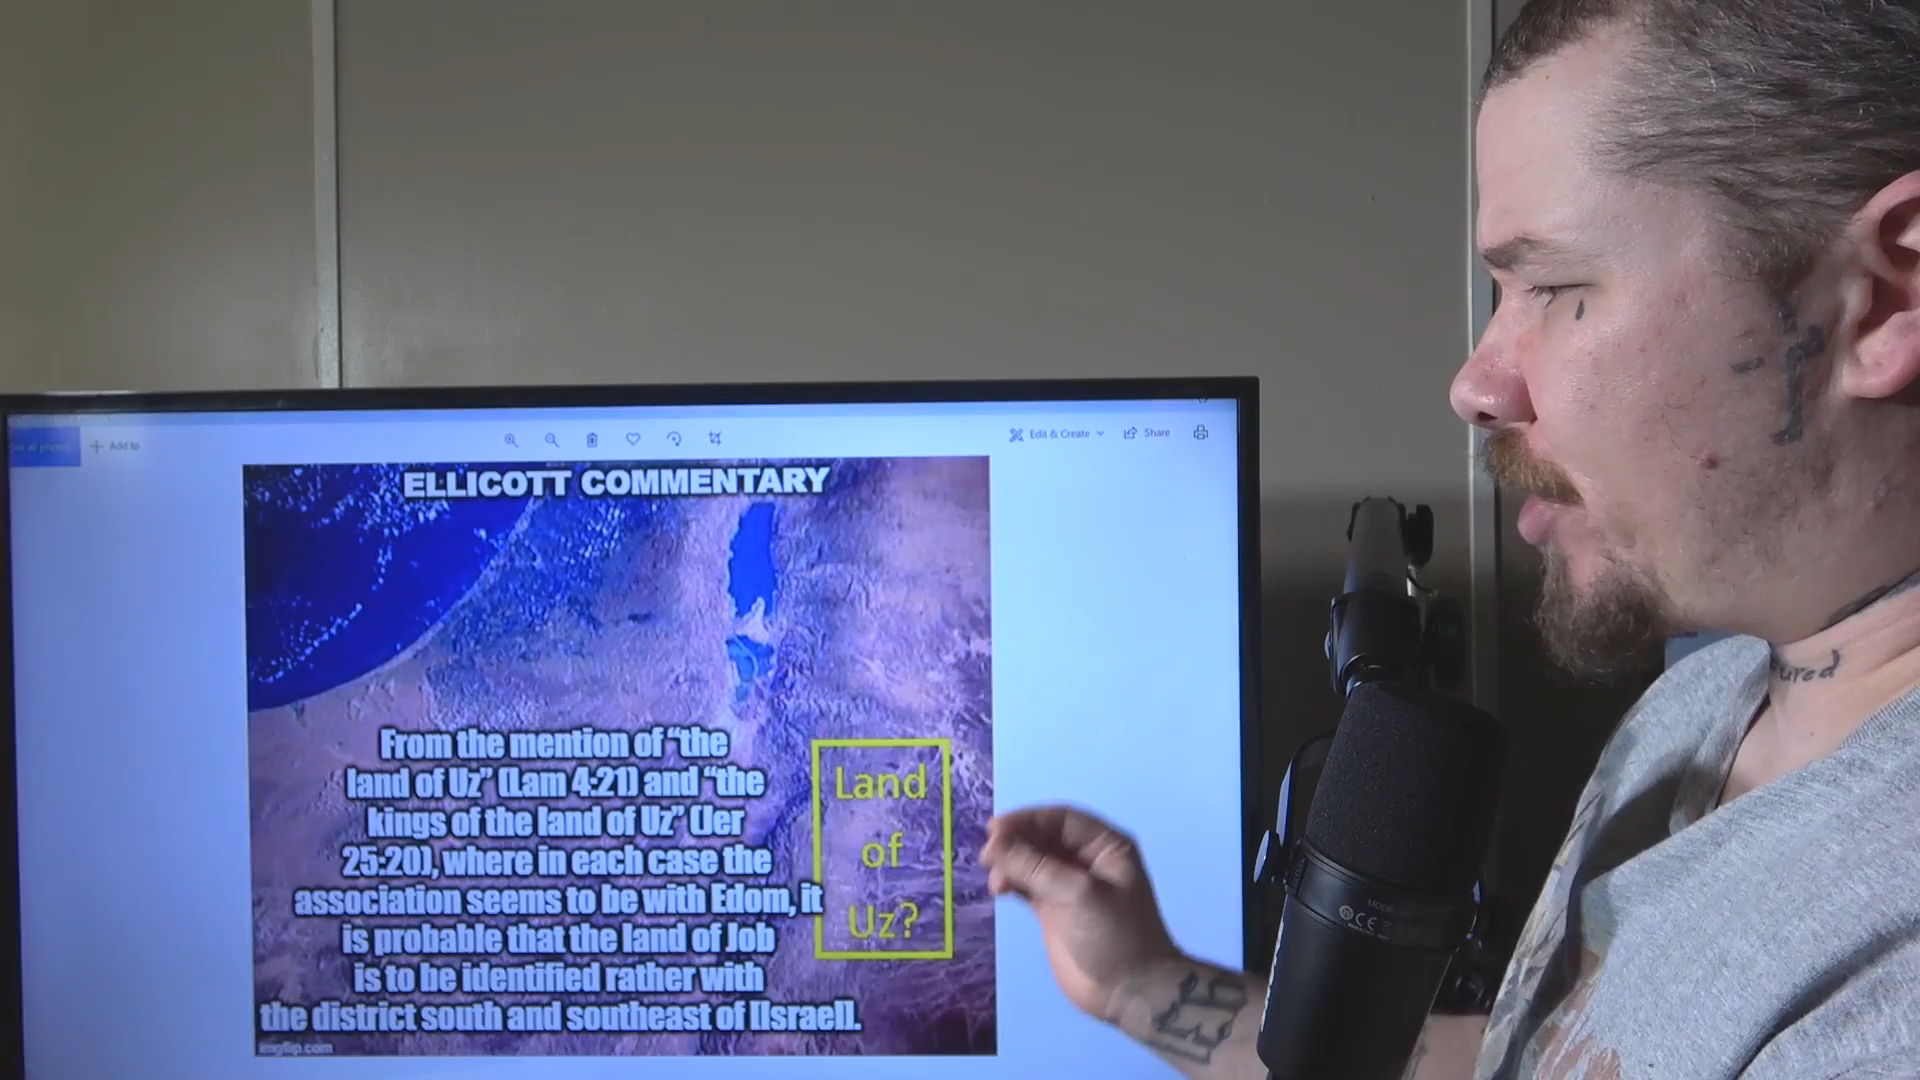 Add to
Edit & Create
Share
ELLICOTT COMMENTARY
From the mention of “the
land of Uz” (Lam 4:21) and “the
kings of the land of Uz” (Jer
25:20), where in each case the
association seems to be with Edom, it
is probable that the land of Job
is to be identified rather with
the district south and southeast of [Israel].
Land
of
Uz?
imgflip.com